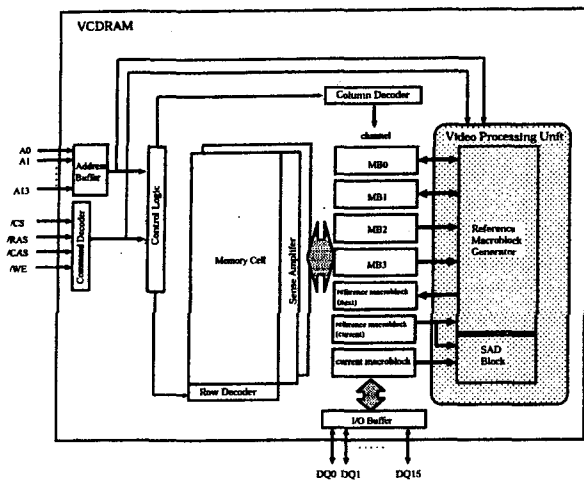 VCDRAM
Column Decoder
channel
Video Processing Unit
A0
A1
A13
Address
Buffer
/CS
/RAS
/CAS
/WE
Command Decoder
Control Logic
Memory Cell
Sense Amplifer
Row Decoder
MB0
MB1
MB2
MB3
reference macroblock
(next)
reference macroblock
(current)
current macroblock
Reference
Macroblock
Generator
SAD
Block
I/O Buffer
DQ0
DQ1
.....
DQ15